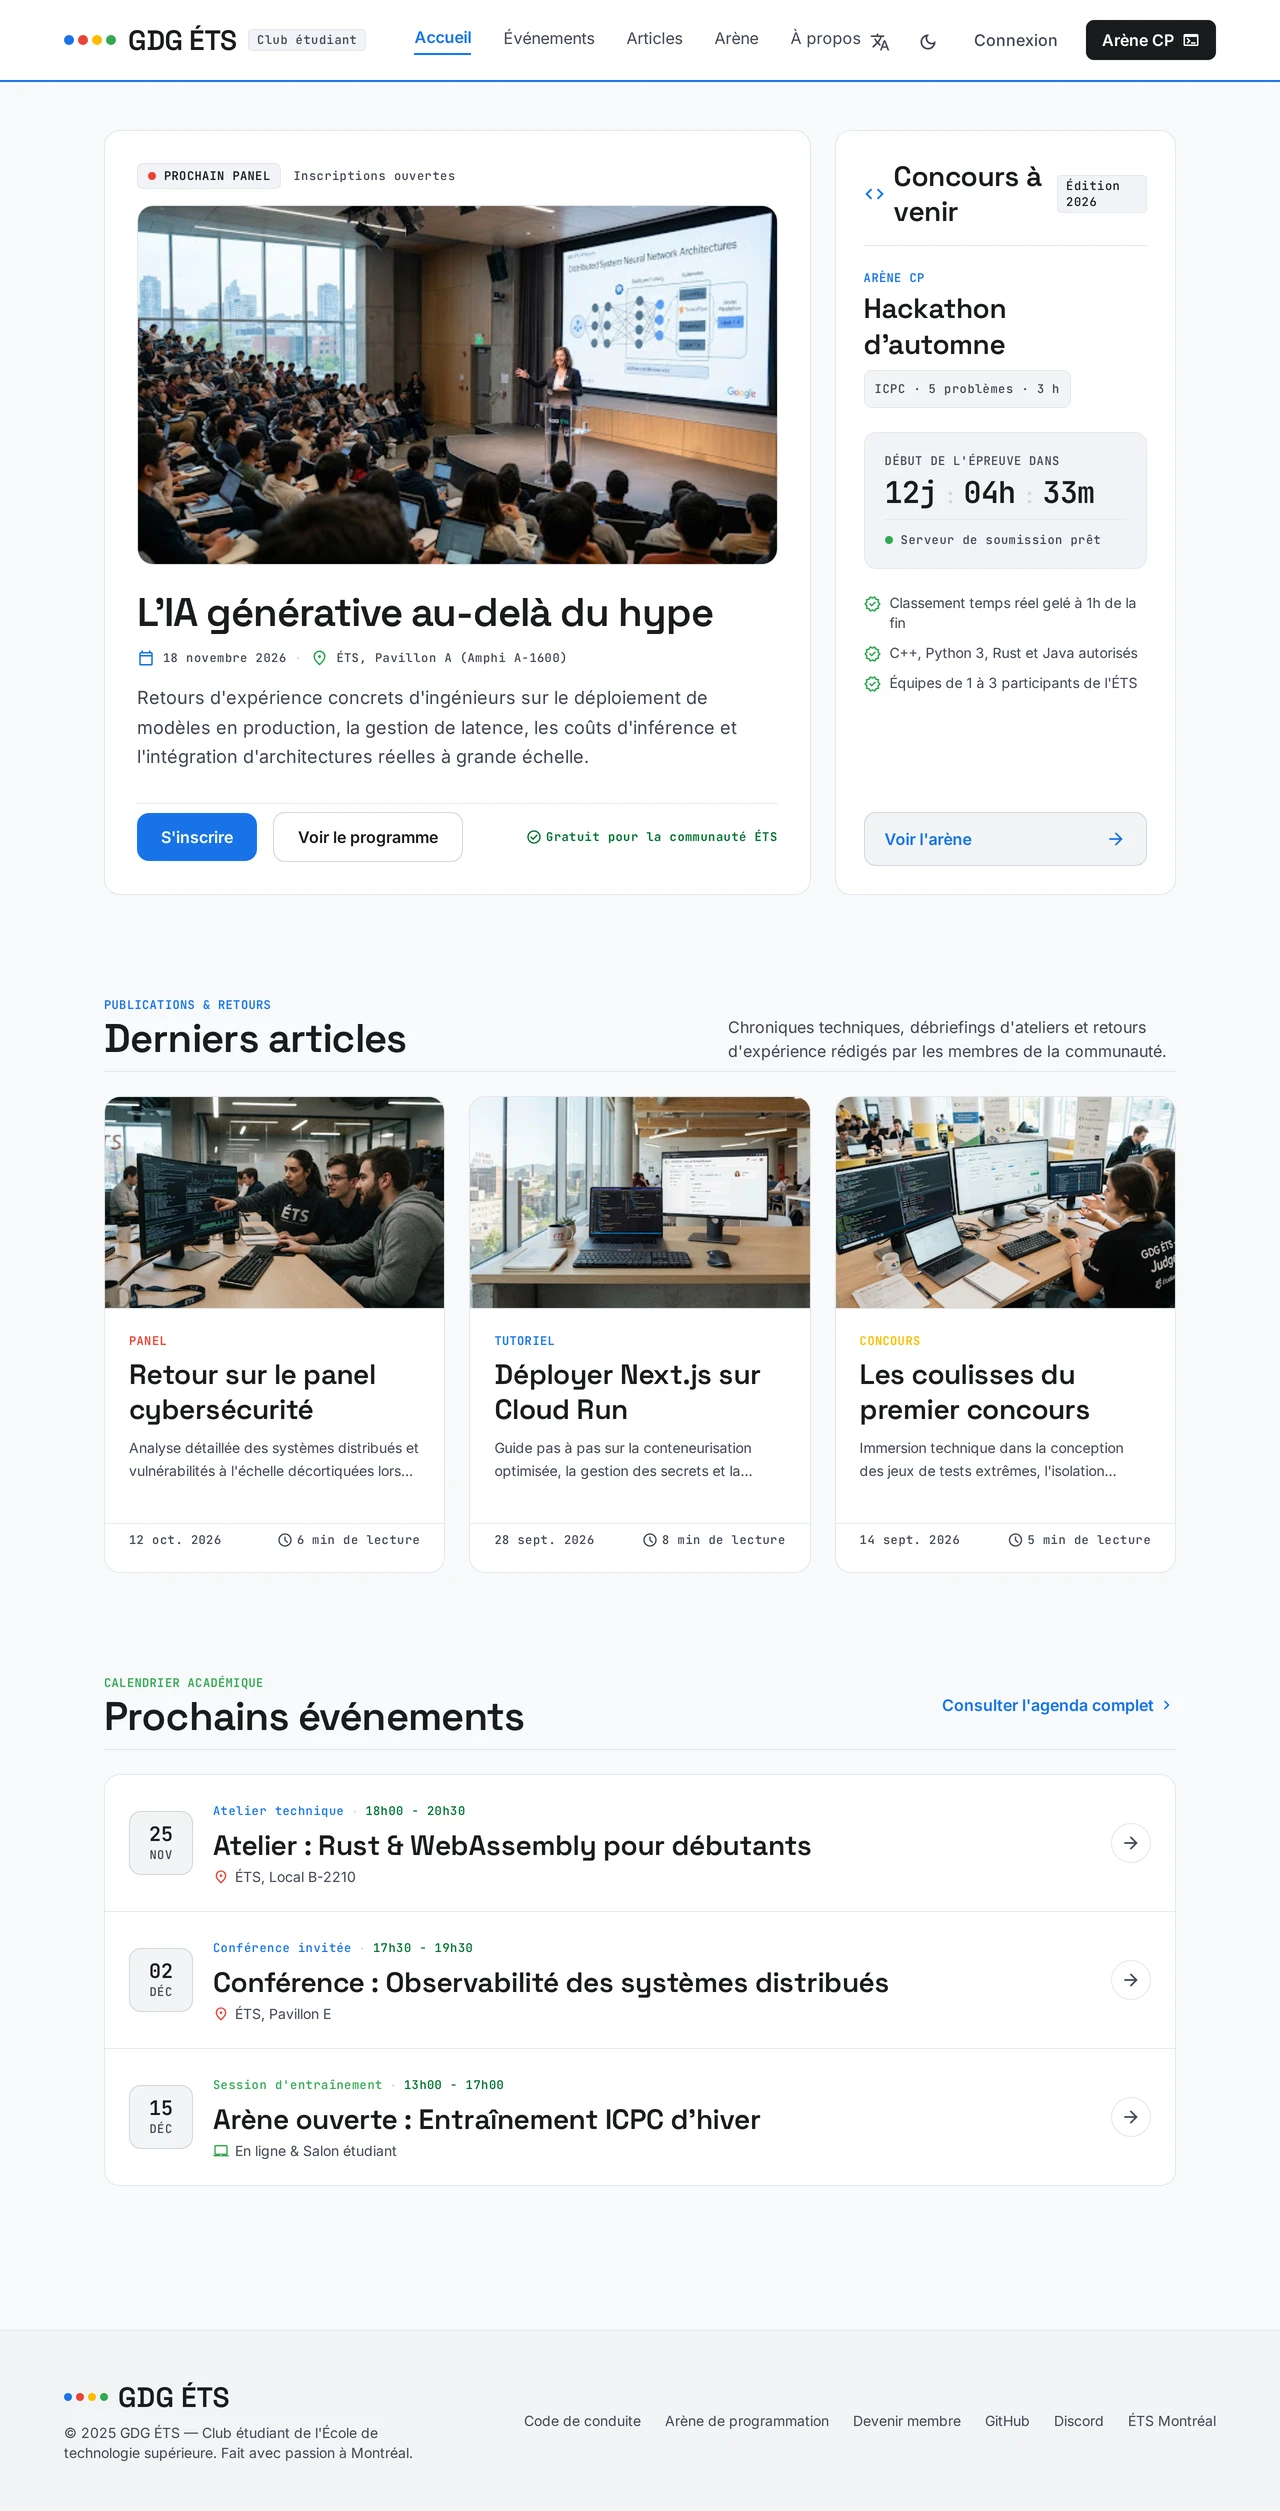 GDG ÉTS
Club étudiant
Accueil
Événements
Articles
Arène
À propos
Connexion
Arène CP
PROCHAIN PANEL
Inscriptions ouvertes
Distributed System Neural Network Architectures
Google
L'IA générative au-delà du hype
18 novembre 2026 · ÉTS, Pavillon A (Amphi A-1600)
Retours d'expérience concrets d'ingénieurs sur le déploiement de
modèles en production, la gestion de latence, les coûts d'inférence et
l'intégration d'architectures réelles à grande échelle.
S'inscrire
Voir le programme
Gratuit pour la communauté ÉTS
Concours à
venir
Édition
2026
ARÈNE CP
Hackathon
d'automne
ICPC · 5 problèmes · 3 h
DÉBUT DE L'ÉPREUVE DANS
12j : 04h : 33m
Serveur de soumission prêt
Classement temps réel gelé à 1h de la
fin
C++, Python 3, Rust et Java autorisés
Équipes de 1 à 3 participants de l'ÉTS
Voir l'arène
PUBLICATIONS & RETOURS
Derniers articles
Chroniques techniques, débriefings d'ateliers et retours
d'expérience rédigés par les membres de la communauté.
ÉTS
PANEL
Retour sur le panel
cybersécurité
Analyse détaillée des systèmes distribués et
vulnérabilités à l'échelle décortiquées lors...
12 oct. 2026
6 min de lecture
TUTORIEL
Déployer Next.js sur
Cloud Run
Guide pas à pas sur la conteneurisation
optimisée, la gestion des secrets et la...
28 sept. 2026
8 min de lecture
GDG ÉTS
Judge
CONCOURS
Les coulisses du
premier concours
Immersion technique dans la conception
des jeux de tests extrêmes, l'isolation...
14 sept. 2026
5 min de lecture
CALENDRIER ACADÉMIQUE
Prochains événements
Consulter l'agenda complet
25
NOV
Atelier technique · 18h00 - 20h30
Atelier : Rust & WebAssembly pour débutants
ÉTS, Local B-2210
02
DÉC
Conférence invitée · 17h30 - 19h30
Conférence : Observabilité des systèmes distribués
ÉTS, Pavillon E
15
DÉC
Session d'entraînement · 13h00 - 17h00
Arène ouverte : Entraînement ICPC d'hiver
En ligne & Salon étudiant
GDG ÉTS
© 2025 GDG ÉTS — Club étudiant de l'École de
technologie supérieure. Fait avec passion à Montréal.
Code de conduite
Arène de programmation
Devenir membre
GitHub
Discord
ÉTS Montréal